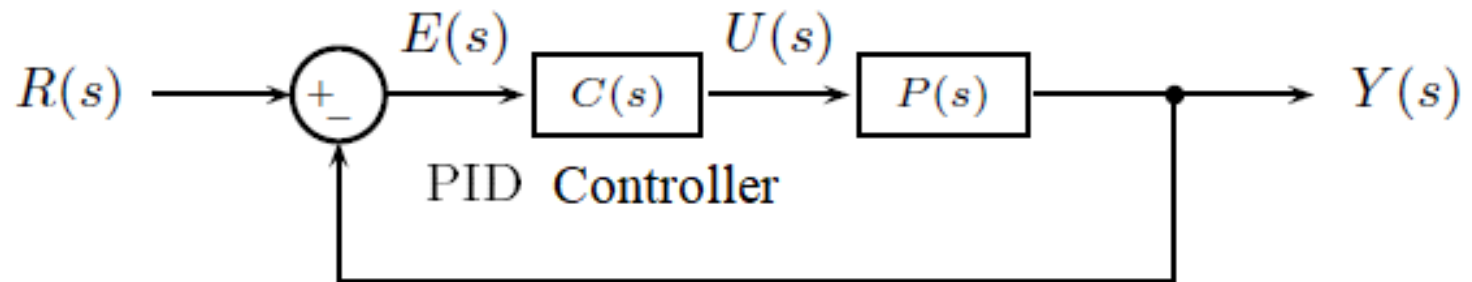 E(s) U(s)
R(s) + − C(s) P(s) Y(s)
PID Controller